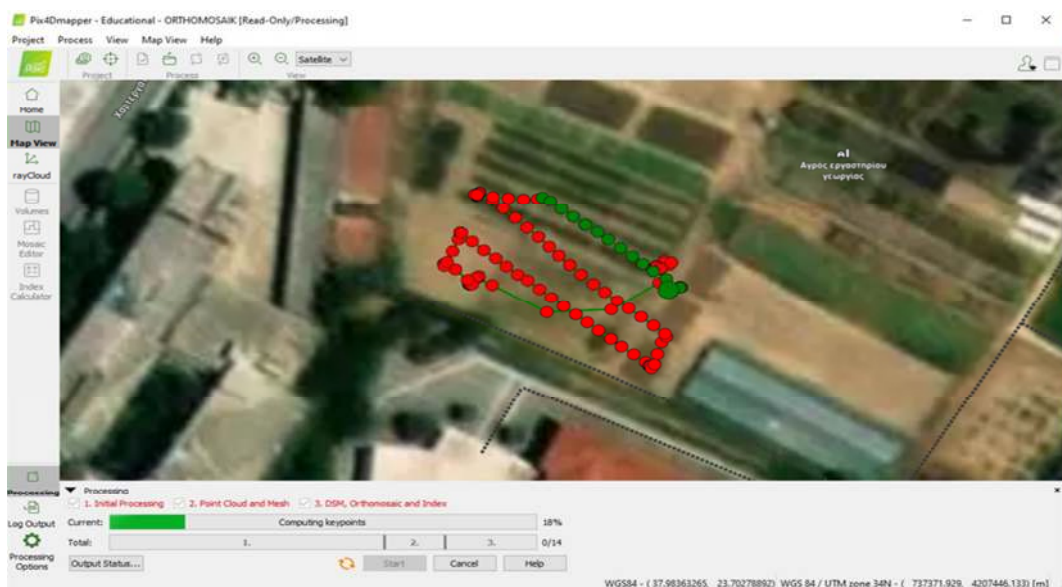 Pix4Dmapper - Educational - ORTHOMOSAIK [Read-Only/Processing]
Project Process View Map View Help
Project Process View
Satellite
Home
Map View
rayCloud
Volumes
Mosaic
Editor
Index
Calculator
Αγρός εργαστηρίου
γεωργίας
Processing
Log Output
Processing
Options
Processing
1. Initial Processing 2. Point Cloud and Mesh 3. DSM, Orthomosaic and Index
Current: Computing keypoints 18%
Total: 1. 2. 3. 0/14
Output Status... Start Cancel Help
WGS84 - ( 37.98363265, 23.70278892) WGS 84 / UTM zone 34N - ( 737371.929, 4207446.133) [m]